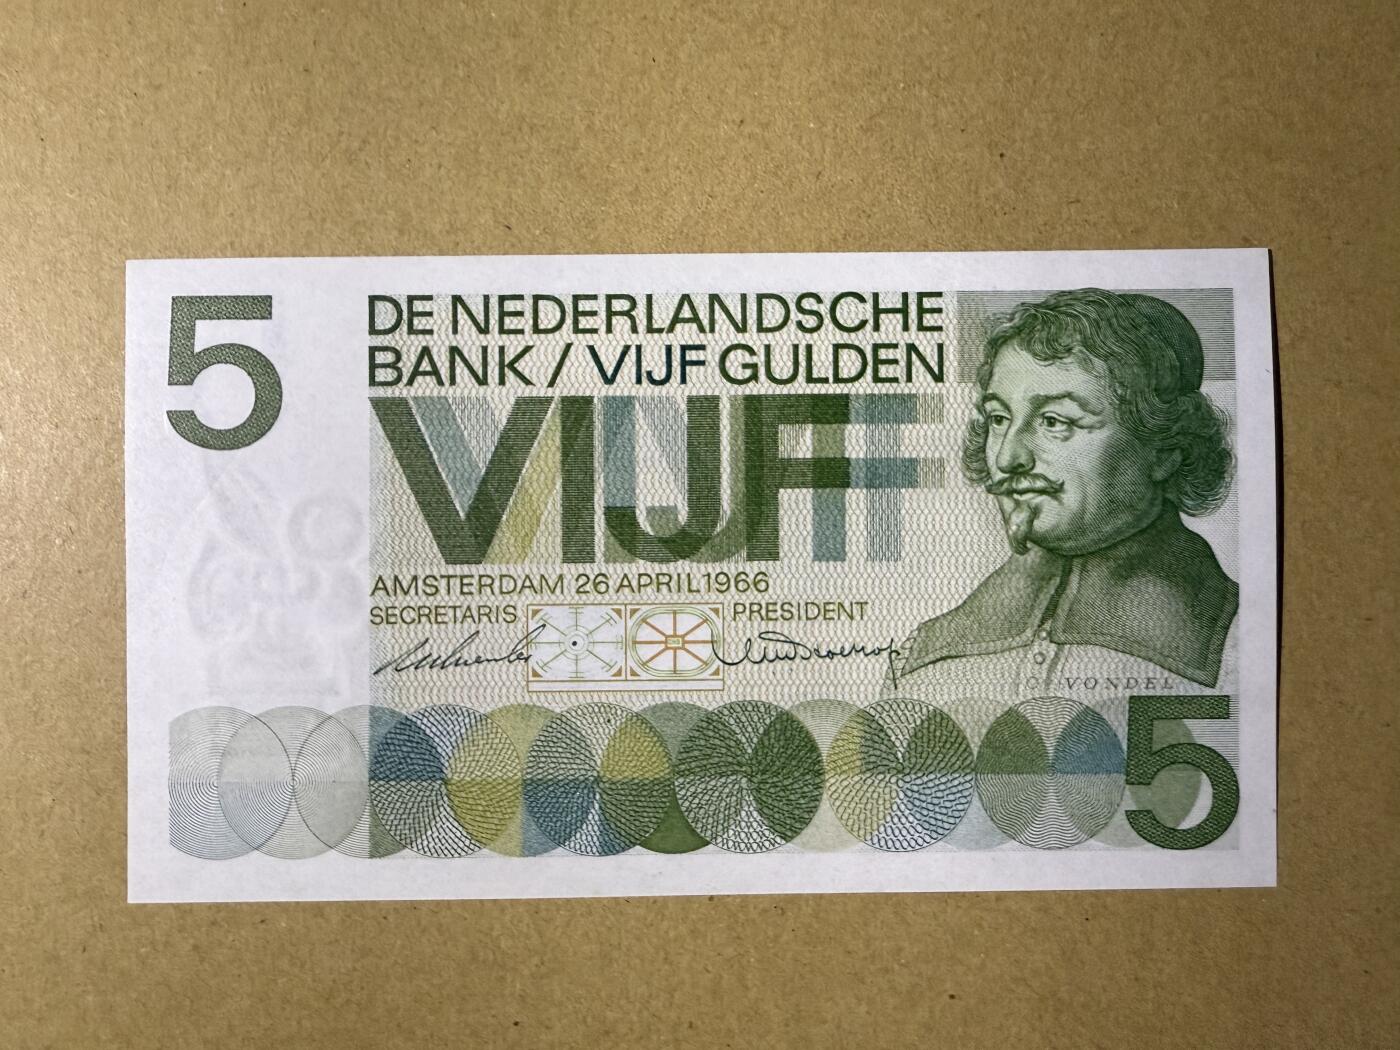 5
DE NEDERLANDSCHE
BANK / VIJF GULDEN
VIJF
AMSTERDAM 26 APRIL 1966
SECRETARIS
PRESIDENT
VONDEL
5